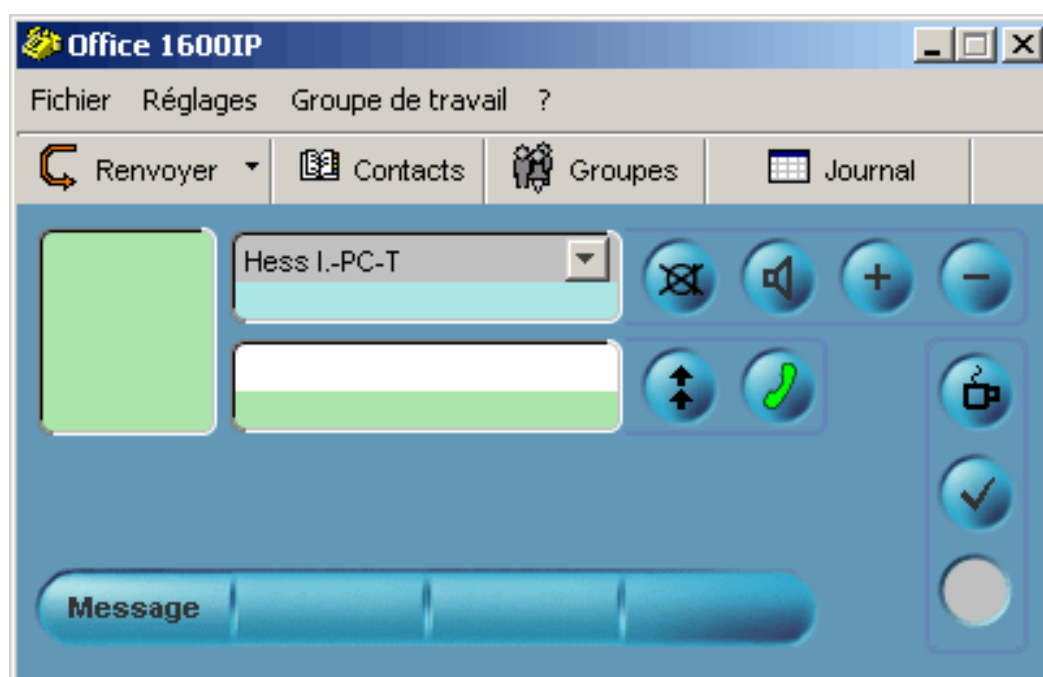 Office 1600IP
Fichier Réglages Groupe de travail ?
Renvoyer Contacts Groupes Journal
Hess I.-PC-T
Message